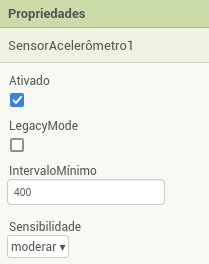 Propriedades
SensorAcelerômetro1
Ativado
LegacyMode
IntervaloMínimo
400
Sensibilidade
moderar ▾